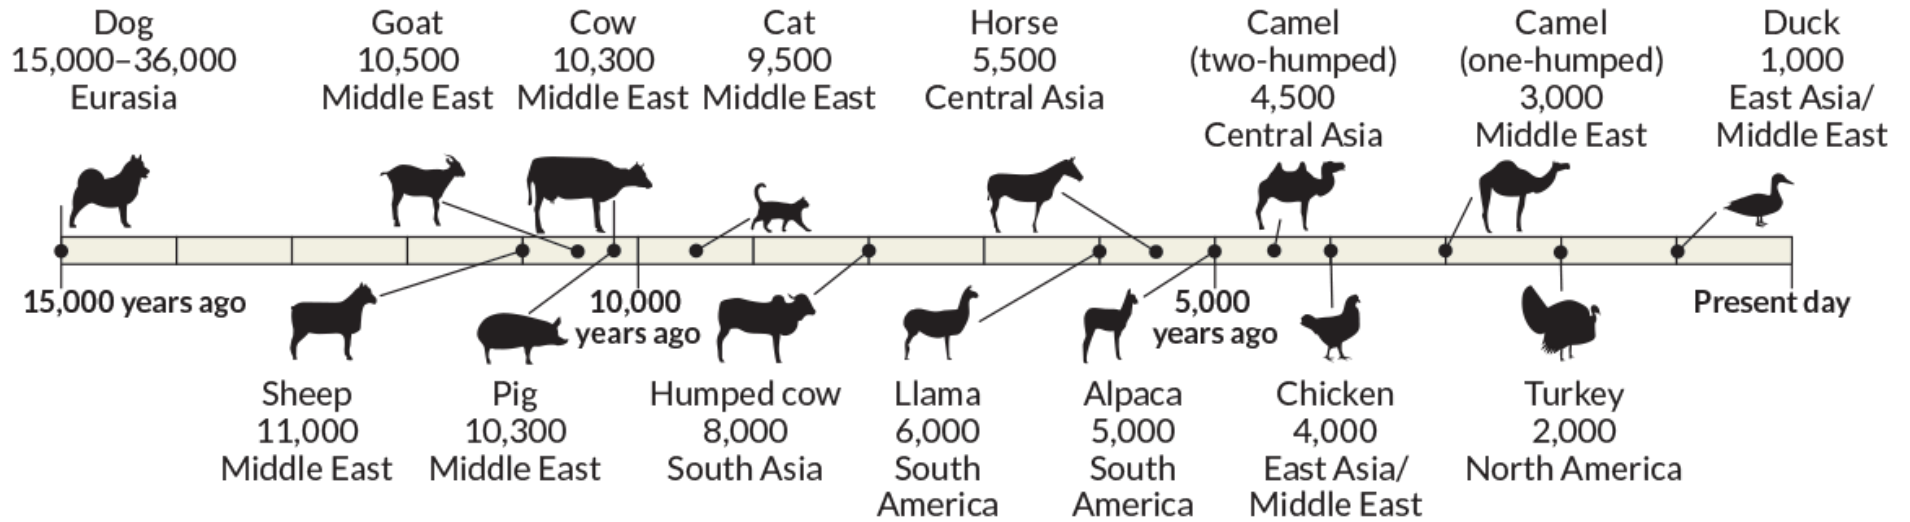 Dog
15,000–36,000
Eurasia
Goat
10,500
Middle East
Cow
10,300
Middle East
Cat
9,500
Middle East
Horse
5,500
Central Asia
Camel
(two-humped)
4,500
Central Asia
Camel
(one-humped)
3,000
Middle East
Duck
1,000
East Asia/
Middle East
15,000 years ago
10,000
years ago
5,000
years ago
Present day
Sheep
11,000
Middle East
Pig
10,300
Middle East
Humped cow
8,000
South Asia
Llama
6,000
South
America
Alpaca
5,000
South
America
Chicken
4,000
East Asia/
Middle East
Turkey
2,000
North America